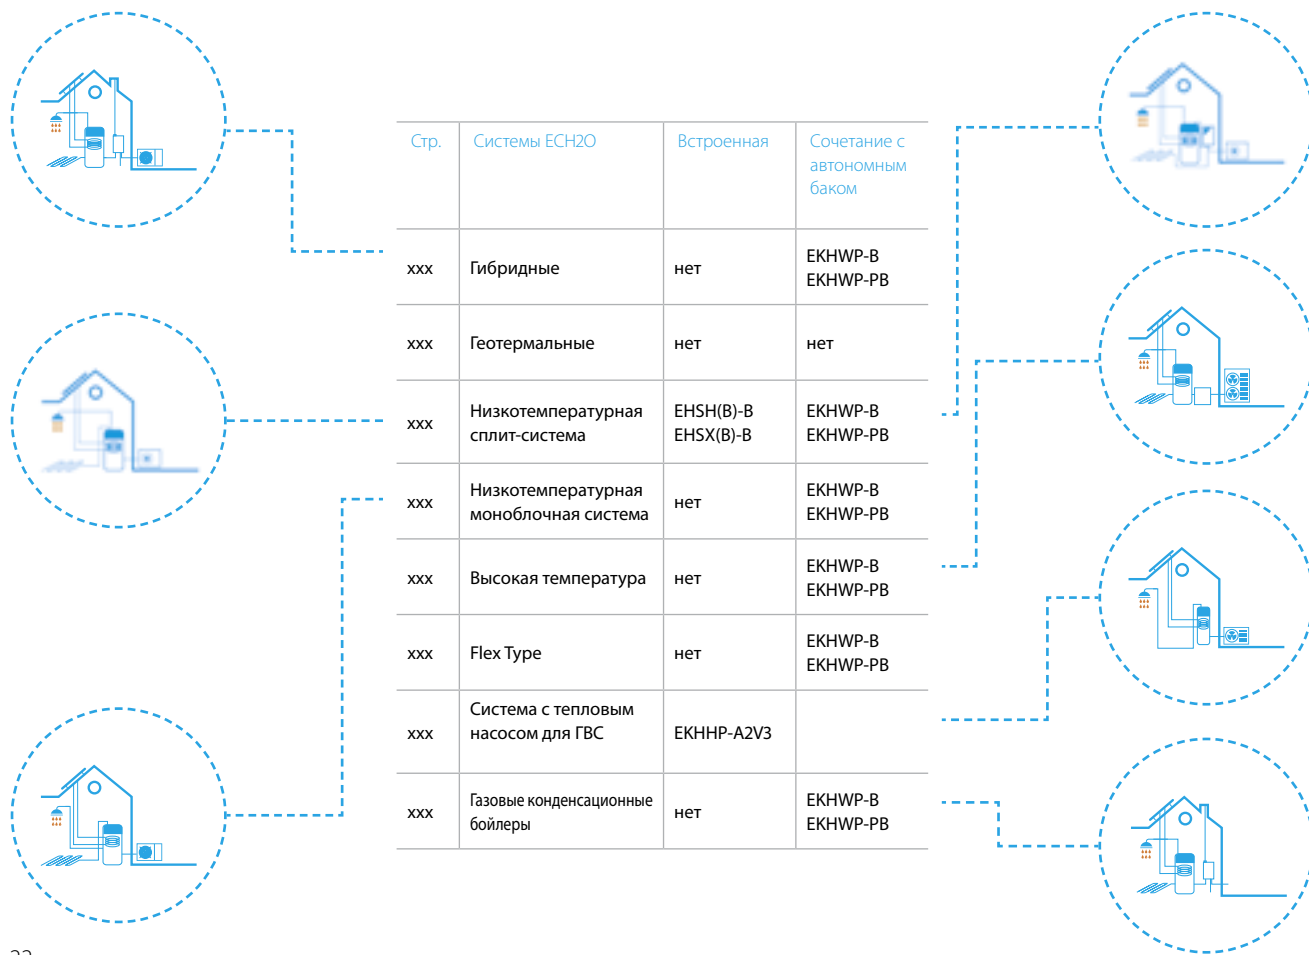 Стр.
Системы ECH2O
Встроенная
Сочетание с
автономным
баком
xxx
Гибридные
нет
EKHWP-B
EKHWP-PB
xxx
Геотермальные
нет
нет
xxx
Низкотемпературная
сплит-система
EHSH(B)-B
EHSX(B)-B
EKHWP-B
EKHWP-PB
xxx
Низкотемпературная
моноблочная система
нет
EKHWP-B
EKHWP-PB
xxx
Высокая температура
нет
EKHWP-B
EKHWP-PB
xxx
Flex Type
нет
EKHWP-B
EKHWP-PB
xxx
Система с тепловым
насосом для ГВС
EKHHP-A2V3
xxx
Газовые конденсационные
бойлеры
нет
EKHWP-B
EKHWP-PB